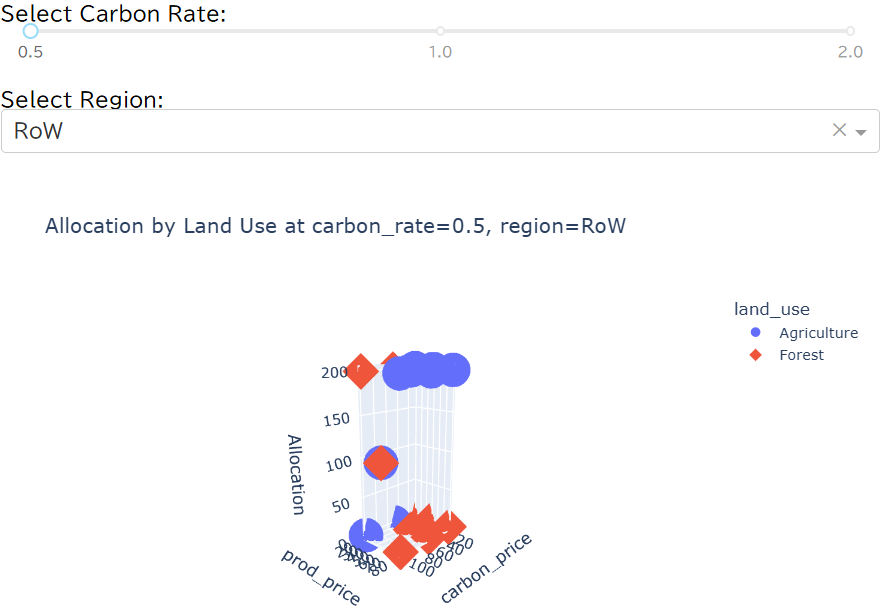 Select Carbon Rate:
0.5 1.0 2.0
Select Region:
RoW
Allocation by Land Use at carbon_rate=0.5, region=RoW
land_use
Agriculture
Forest
200
150
100
50
Allocation
prod_price
100
carbon_price